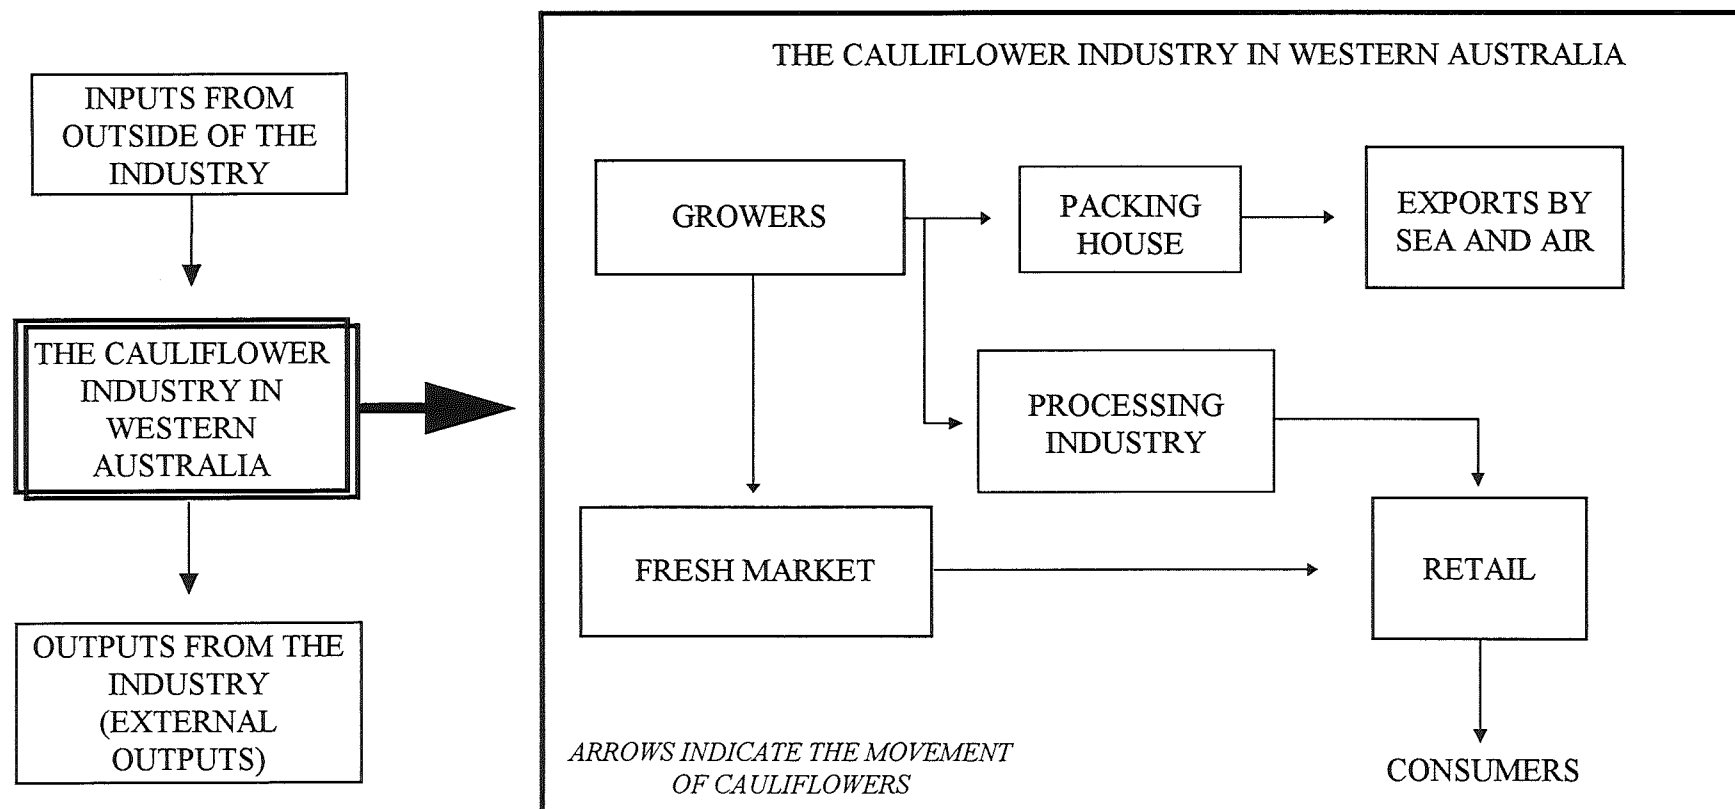 INPUTS FROM
OUTSIDE OF THE
INDUSTRY
THE CAULIFLOWER
INDUSTRY IN
WESTERN
AUSTRALIA
OUTPUTS FROM THE
INDUSTRY
(EXTERNAL
OUTPUTS)
THE CAULIFLOWER INDUSTRY IN WESTERN AUSTRALIA
GROWERS
PACKING
HOUSE
EXPORTS BY
SEA AND AIR
PROCESSING
INDUSTRY
FRESH MARKET
RETAIL
ARROWS INDICATE THE MOVEMENT
OF CAULIFLOWERS
CONSUMERS